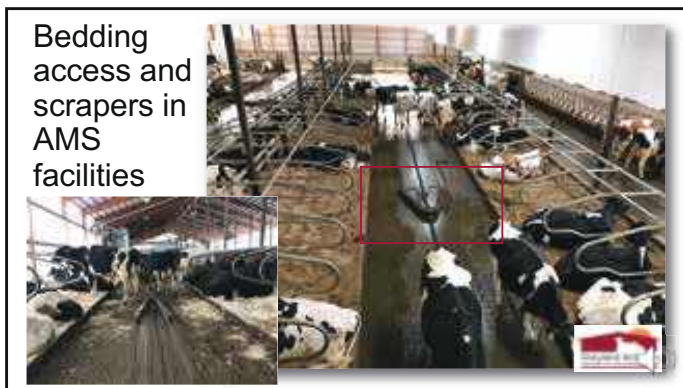 Bedding
access and
scrapers in
AMS
facilities